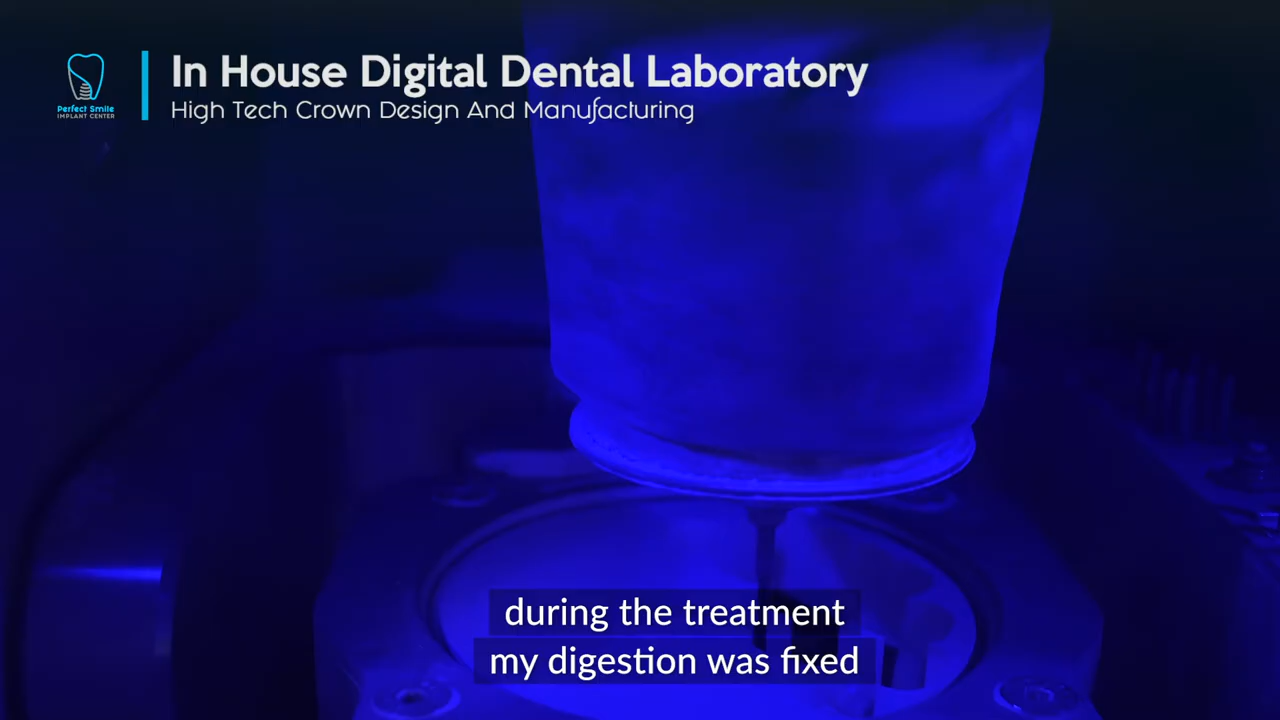 In House Digital Dental Laboratory
High Tech Crown Design And Manufacturing
Perfect Smile
IMPLANT CENTER
during the treatment
my digestion was fixed